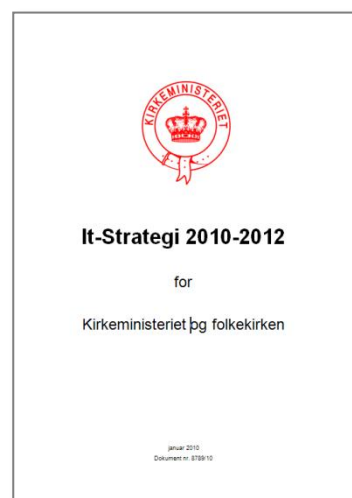 KIRKEMINISTERIET
It-Strategi 2010-2012
for
Kirkeministeriet og folkekirken
januar 2010
Dokument nr. 8789/10